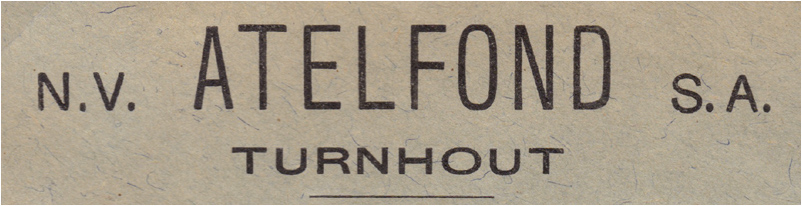 N.V. ATELFOND S.A.
TURNHOUT